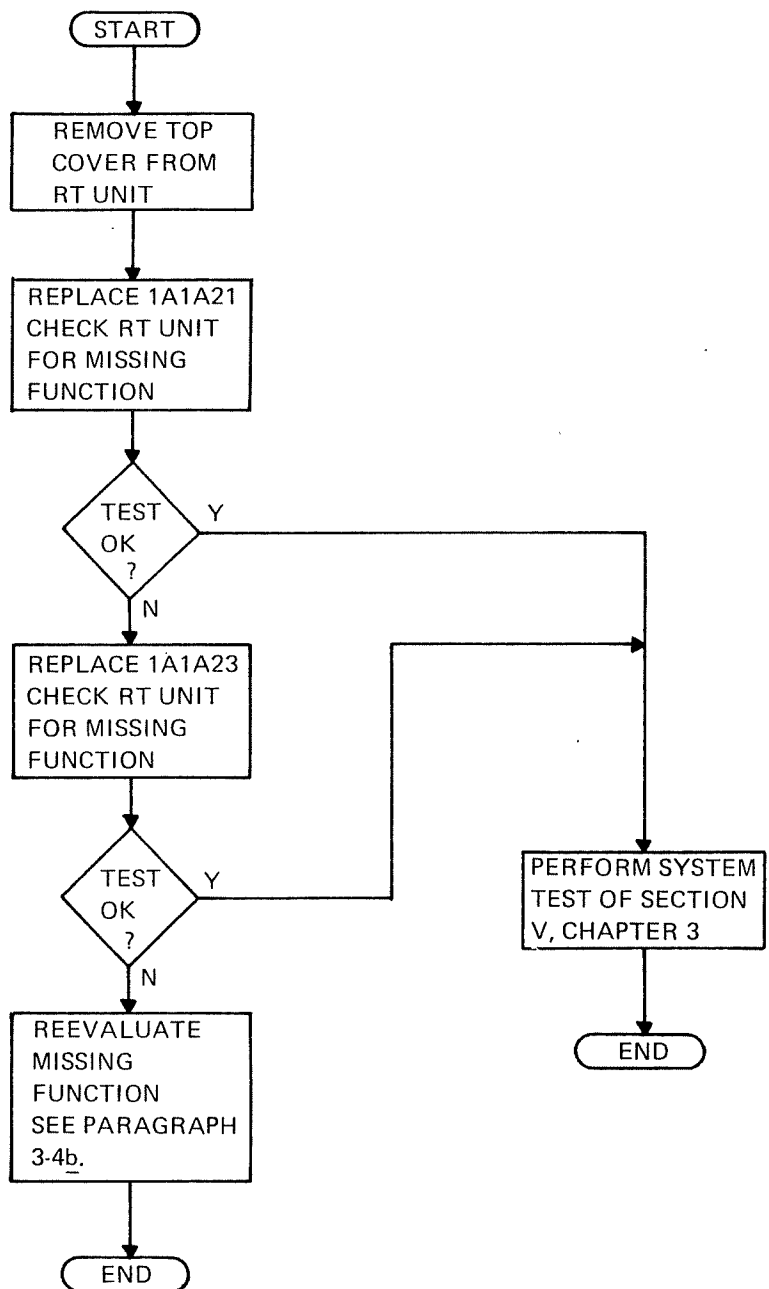 START
REMOVE TOP
COVER FROM
RT UNIT
REPLACE 1A1A21
CHECK RT UNIT
FOR MISSING
FUNCTION
TEST
OK
?
Y
N
REPLACE 1A1A23
CHECK RT UNIT
FOR MISSING
FUNCTION
TEST
OK
?
Y
N
PERFORM SYSTEM
TEST OF SECTION
V, CHAPTER 3
END
REEVALUATE
MISSING
FUNCTION
SEE PARAGRAPH
3-4b.
END